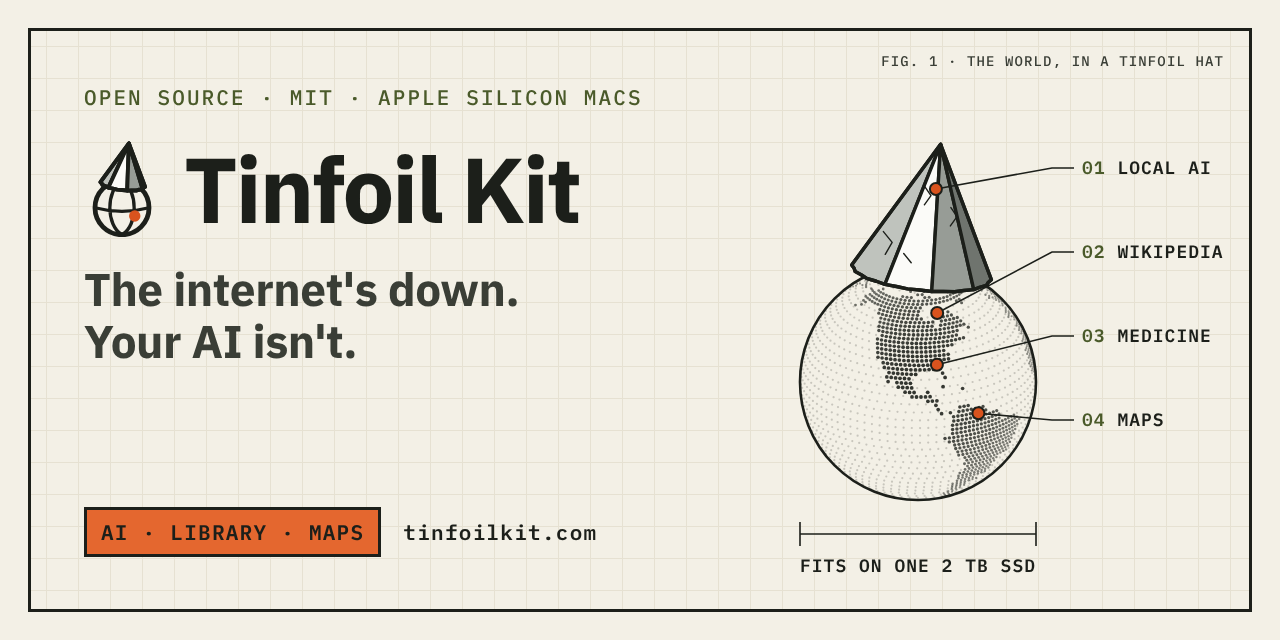 FIG. 1 · THE WORLD, IN A TINFOIL HAT
OPEN SOURCE · MIT · APPLE SILICON MACS
Tinfoil Kit
The internet's down.
Your AI isn't.
AI · LIBRARY · MAPS
tinfoilkit.com
01 LOCAL AI
02 WIKIPEDIA
03 MEDICINE
04 MAPS
FITS ON ONE 2 TB SSD